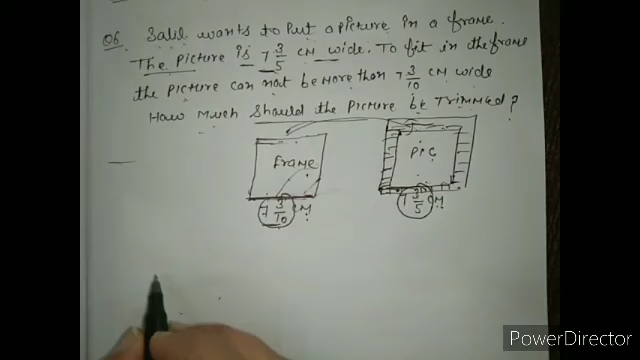 Q6. Salil wants to put a picture in a frame.
The picture is 7 3/5 cm wide. To fit in the frame
the picture can not be more than 7 3/10 cm wide
How much should the picture be Trimmed?
frame
PIC
7 3/10 cm
7 3/5 cm
PowerDirector